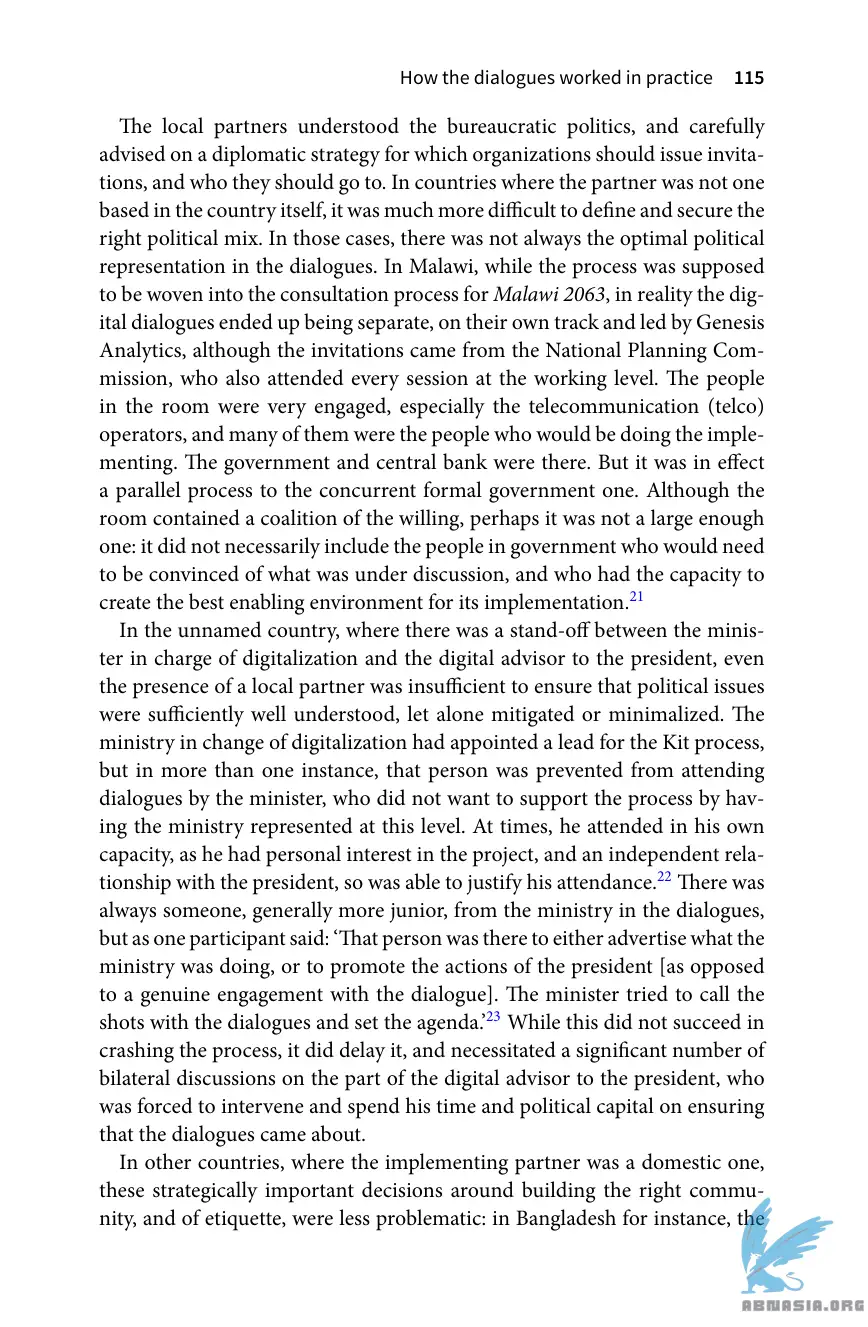 How the dialogues worked in practice 115
The local partners understood the bureaucratic politics, and carefully
advised on a diplomatic strategy for which organizations should issue invita-
tions, and who they should go to. In countries where the partner was not one
based in the country itself, it was much more difficult to define and secure the
right political mix. In those cases, there was not always the optimal political
representation in the dialogues. In Malawi, while the process was supposed
to be woven into the consultation process for Malawi 2063, in reality the dig-
ital dialogues ended up being separate, on their own track and led by Genesis
Analytics, although the invitations came from the National Planning Com-
mission, who also attended every session at the working level. The people
in the room were very engaged, especially the telecommunication (telco)
operators, and many of them were the people who would be doing the imple-
menting. The government and central bank were there. But it was in effect
a parallel process to the concurrent formal government one. Although the
room contained a coalition of the willing, perhaps it was not a large enough
one: it did not necessarily include the people in government who would need
to be convinced of what was under discussion, and who had the capacity to
create the best enabling environment for its implementation.21
In the unnamed country, where there was a stand-off between the minis-
ter in charge of digitalization and the digital advisor to the president, even
the presence of a local partner was insufficient to ensure that political issues
were sufficiently well understood, let alone mitigated or minimalized. The
ministry in change of digitalization had appointed a lead for the Kit process,
but in more than one instance, that person was prevented from attending
dialogues by the minister, who did not want to support the process by hav-
ing the ministry represented at this level. At times, he attended in his own
capacity, as he had personal interest in the project, and an independent rela-
tionship with the president, so was able to justify his attendance.22 There was
always someone, generally more junior, from the ministry in the dialogues,
but as one participant said: ‘That person was there to either advertise what the
ministry was doing, or to promote the actions of the president [as opposed
to a genuine engagement with the dialogue]. The minister tried to call the
shots with the dialogues and set the agenda.’23 While this did not succeed in
crashing the process, it did delay it, and necessitated a significant number of
bilateral discussions on the part of the digital advisor to the president, who
was forced to intervene and spend his time and political capital on ensuring
that the dialogues came about.
In other countries, where the implementing partner was a domestic one,
these strategically important decisions around building the right commu-
nity, and of etiquette, were less problematic: in Bangladesh for instance, the
ABNASIA.ORG